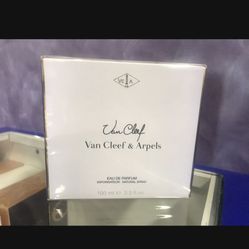 Van Cleef
Van Cleef & Arpels
EAU DE PARFUM
VAPORISATEUR · NATURAL SPRAY
100 ml ℮ 3.3 fl.oz.